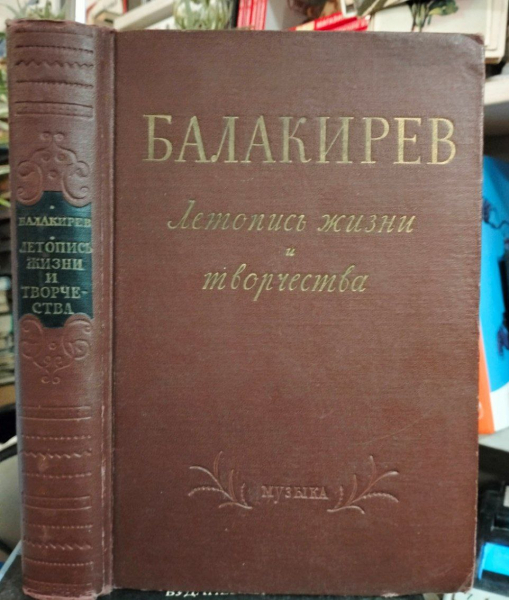 БАЛАКИРЕВ
Летопись жизни
и
творчества
МУЗЫКА
БАЛАКИРЕВ
ЛЕТОПИСЬ
ЖИЗНИ
И
ТВОРЧЕ-
СТВА